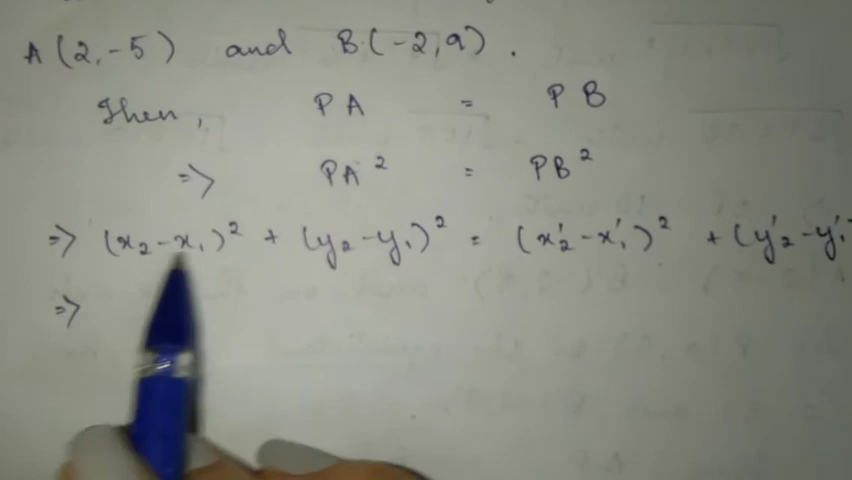 A(2,-5) and B(-2,9).
Then, PA = PB
=> PA² = PB²
=> (x₂-x₁)² + (y₂-y₁)² = (x'₂-x'₁)² + (y'₂-y'₁
=>